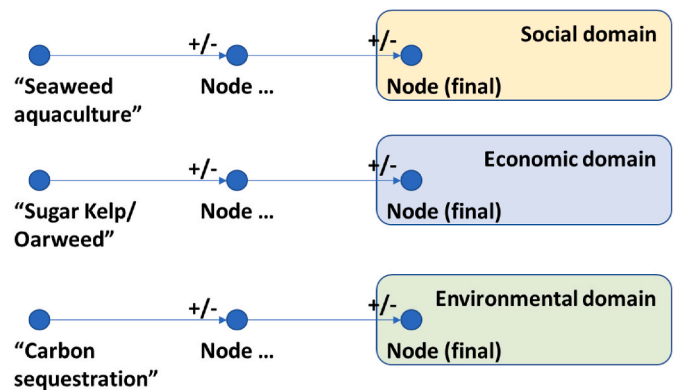 +/- +/- Social domain
“Seaweed Node ... Node (final)
aquaculture”
+/- +/- Economic domain
“Sugar Kelp/ Node ... Node (final)
Oarweed”
+/- +/- Environmental domain
“Carbon Node ... Node (final)
sequestration”